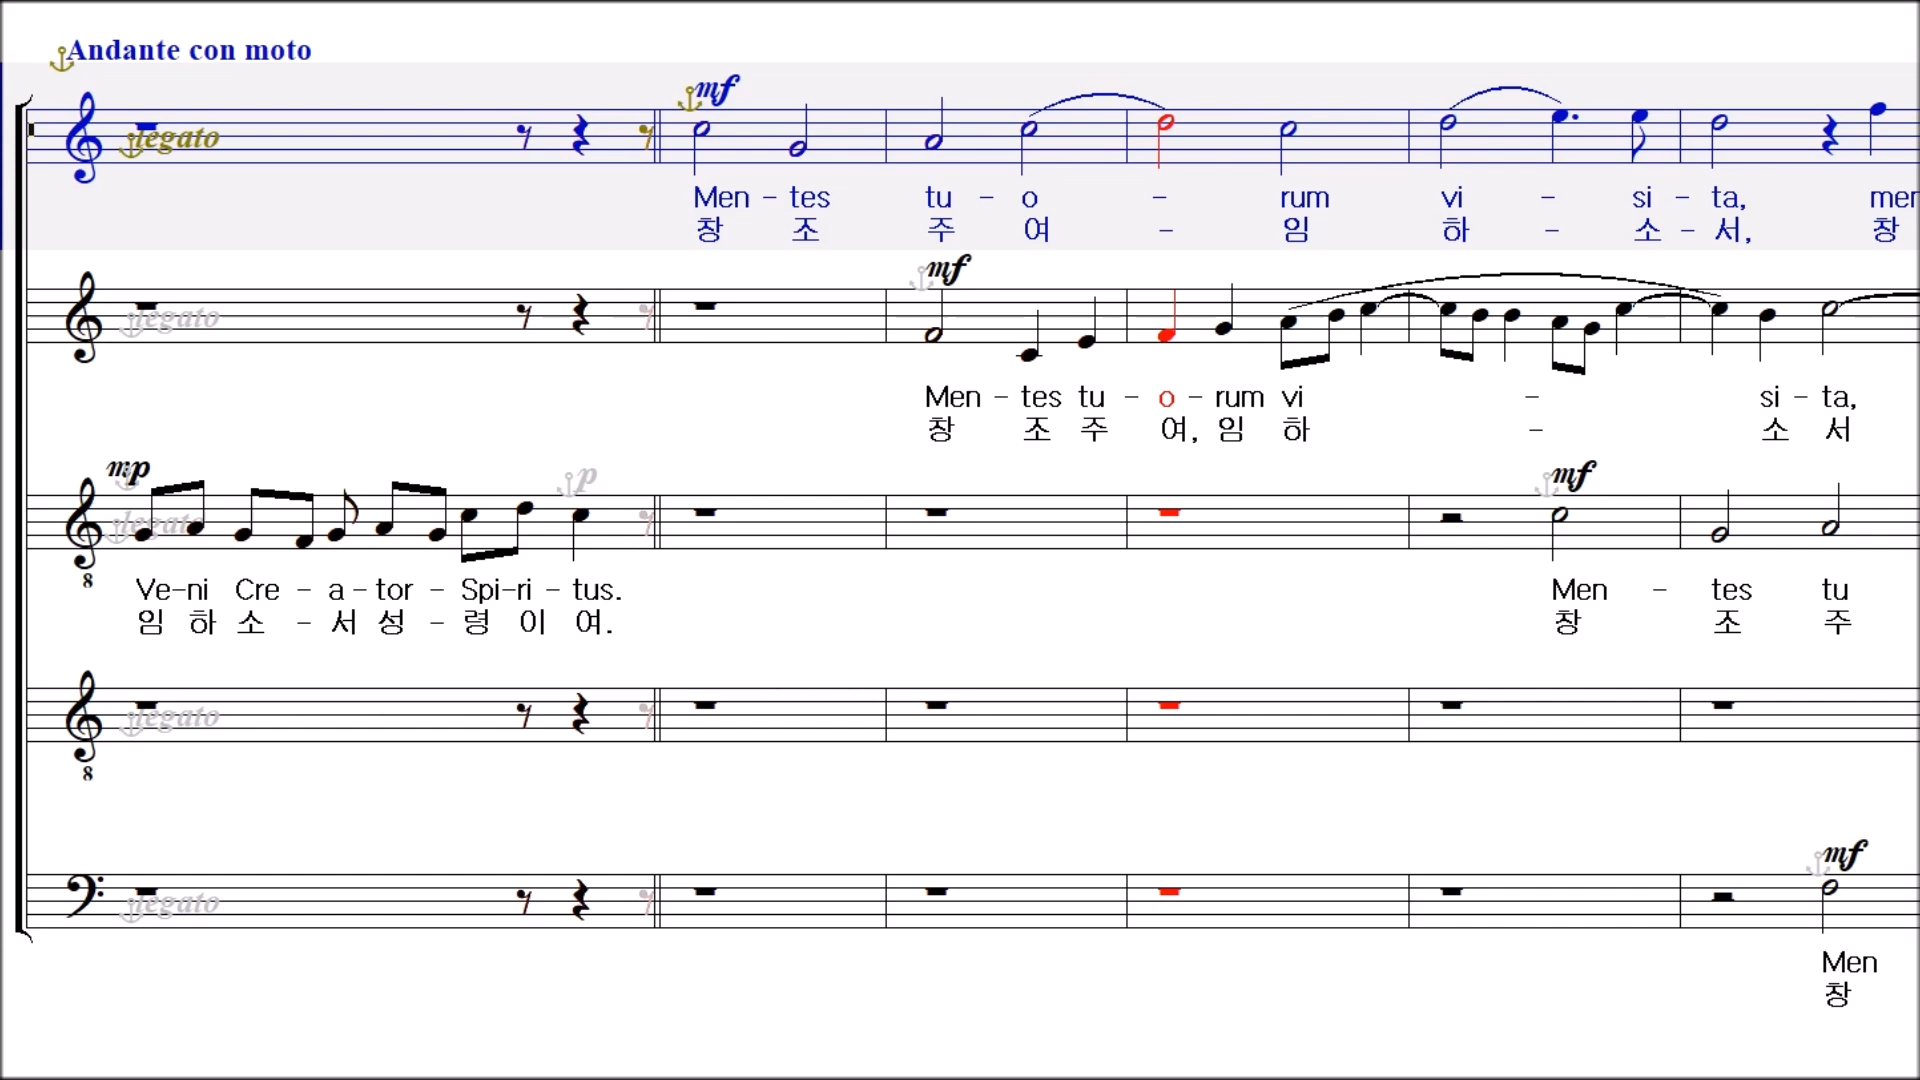 Andante con moto
mf
legato
Men - tes tu - o - rum vi - si - ta, men
창 조 주 여 - 임 하 - 소 - 서, 창
mf
legato
Men - tes tu - o - rum vi - si - ta,
창 조 주 여, 임 하 - 소 서
mp p mf
legato
8
Ve-ni Cre - a - tor - Spi-ri - tus. Men - tes tu
임 하 소 - 서 성 - 령 이 여. 창 조 주
legato
8
mf
legato
Men
창